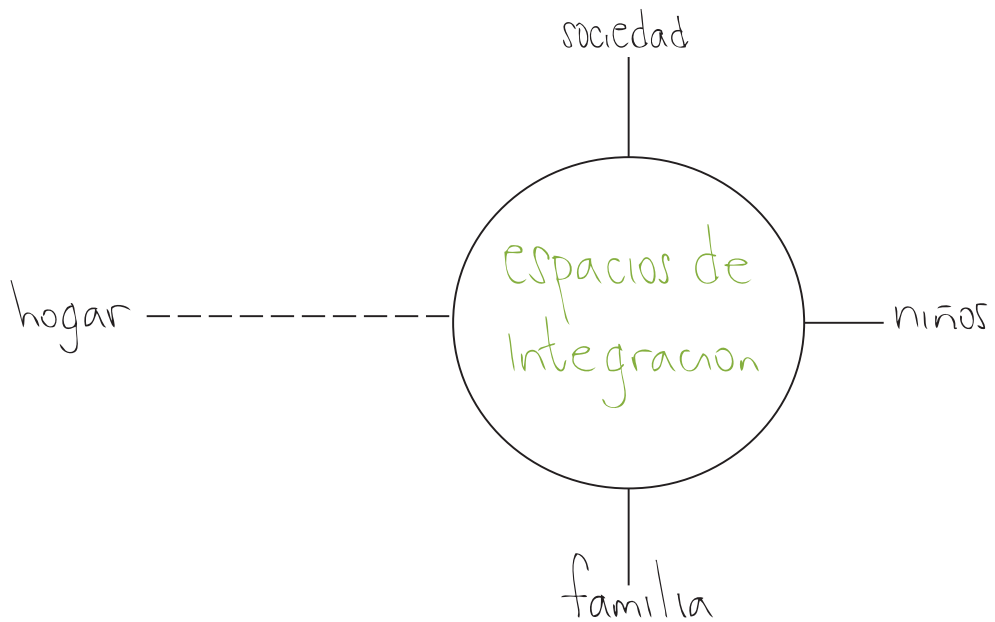 sociedad
espacios de
Integracion
hogar
niños
familia